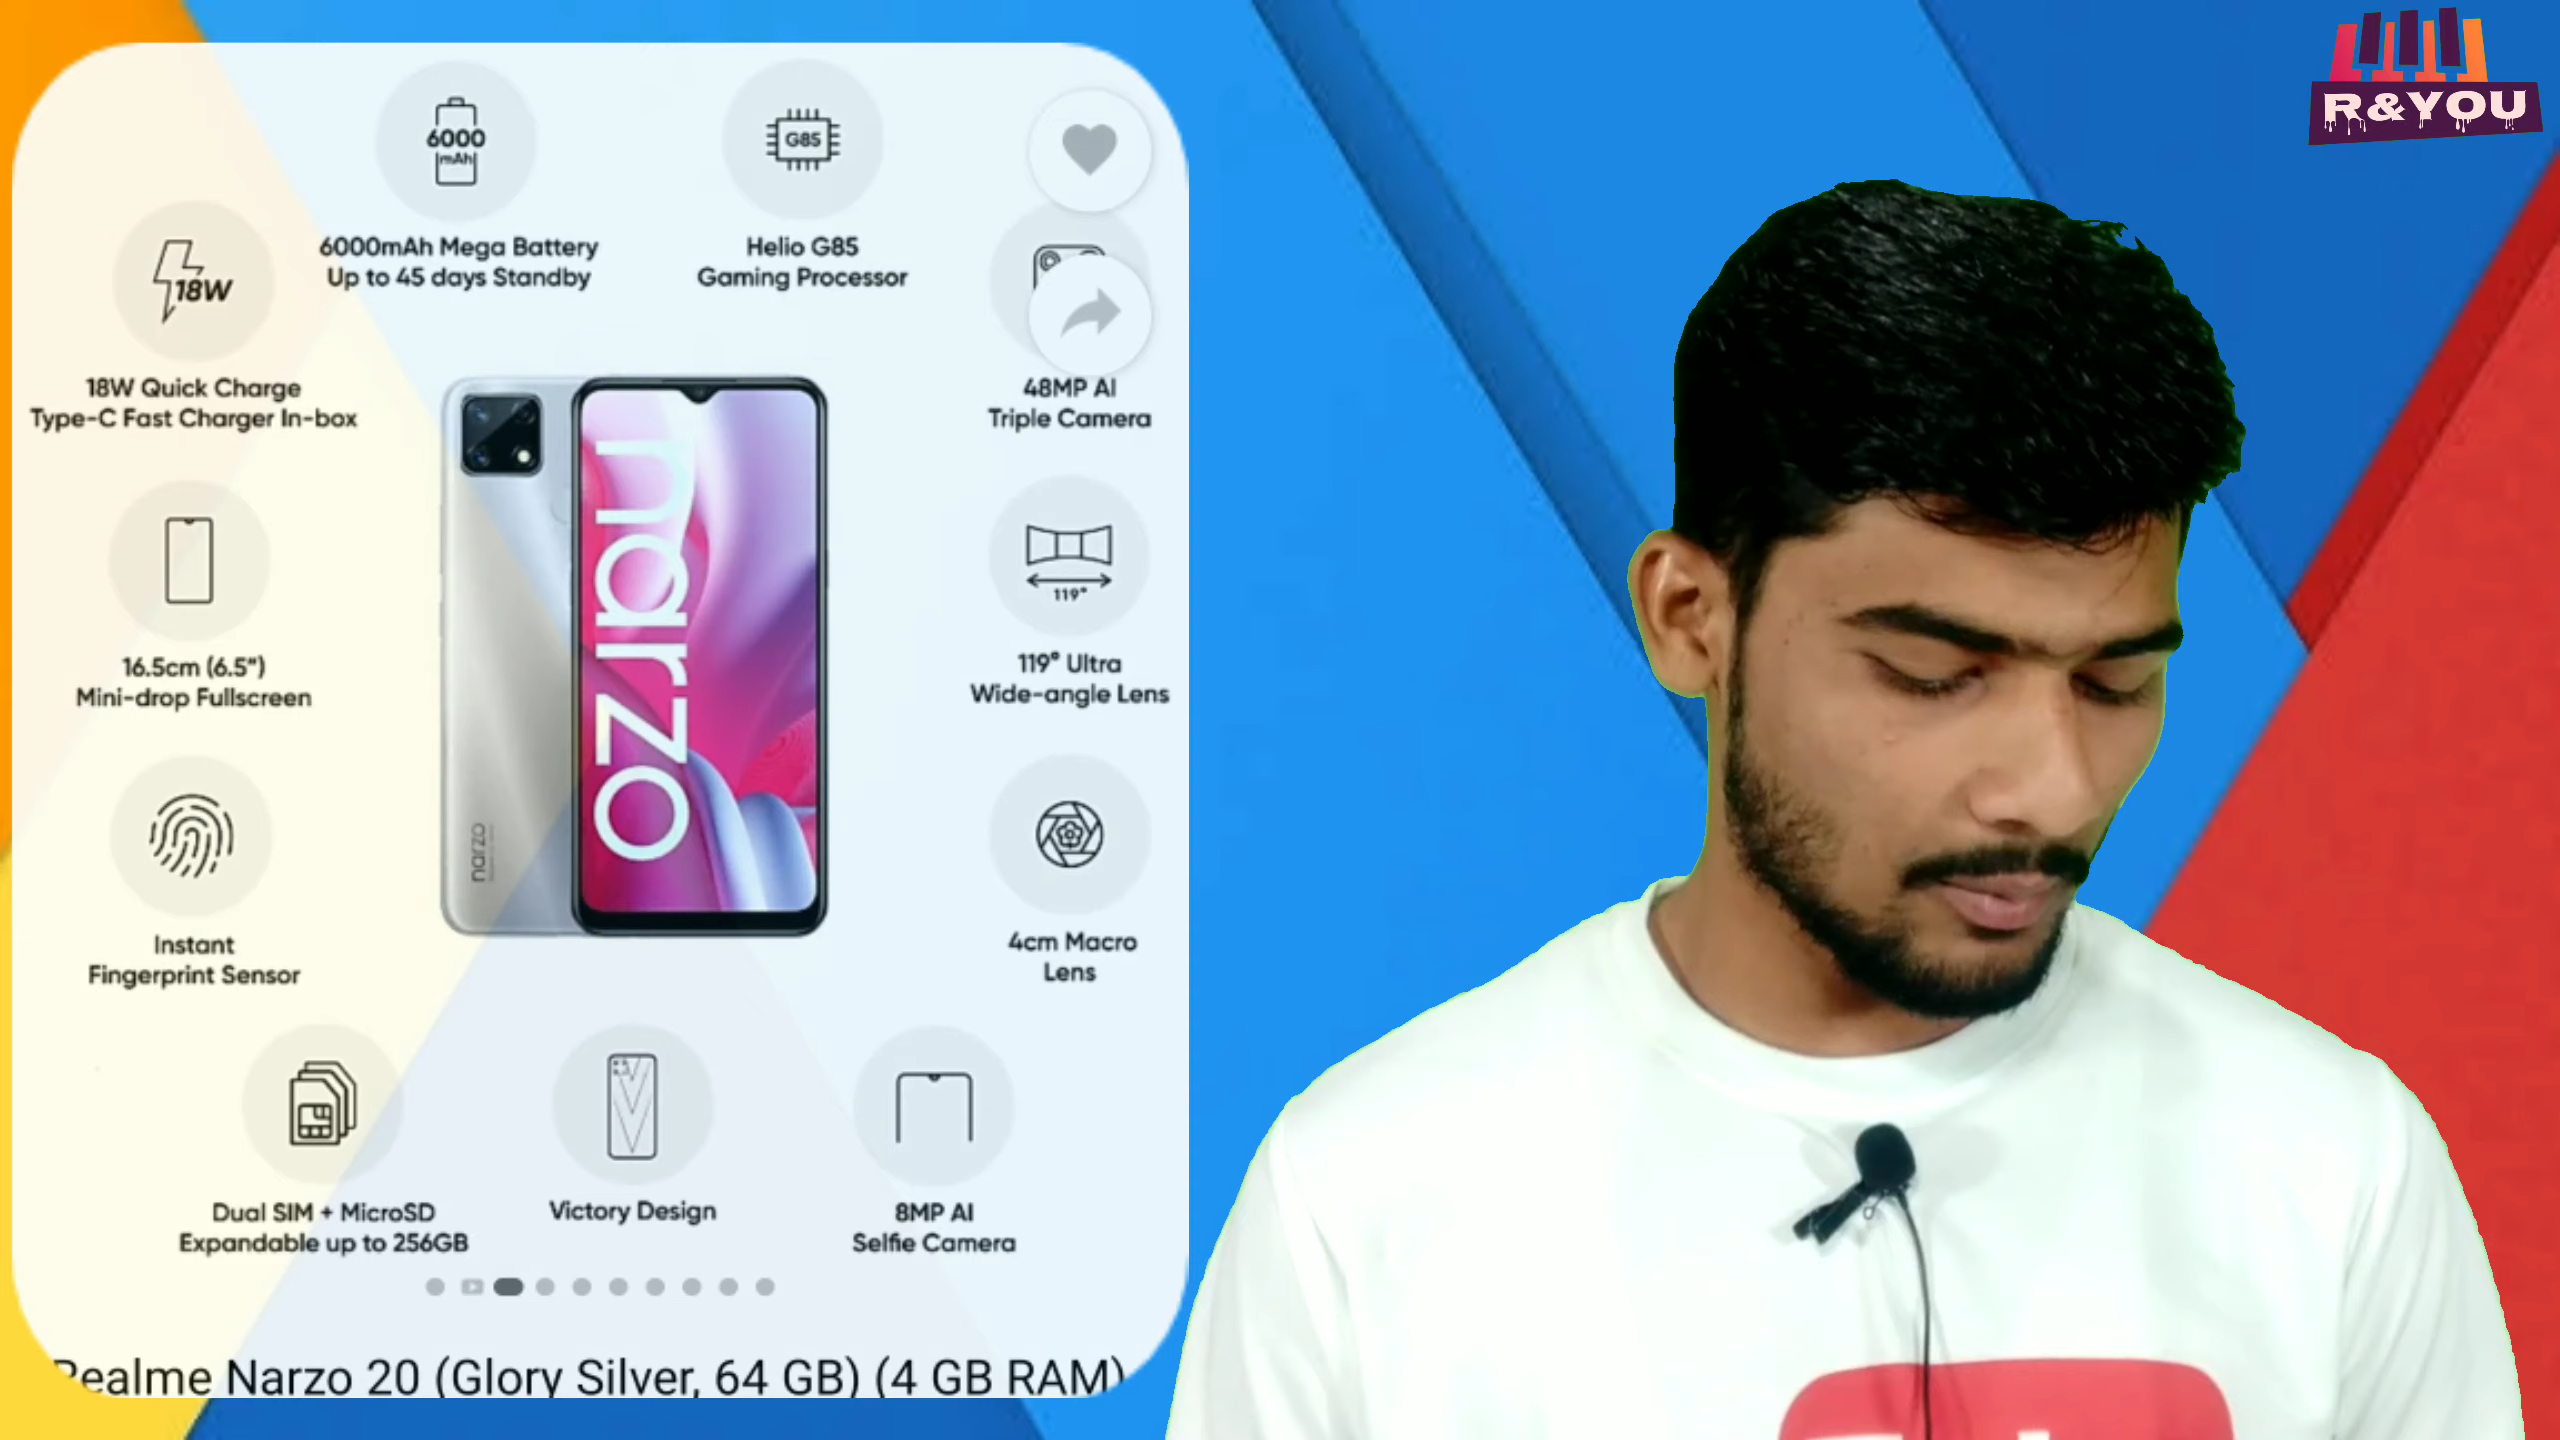 R&YOU
6000
mAh
6000mAh Mega Battery
Up to 45 days Standby
G85
Helio G85
Gaming Processor
18W
18W Quick Charge
Type-C Fast Charger In-box
48MP AI
Triple Camera
16.5cm (6.5")
Mini-drop Fullscreen
119°
119° Ultra
Wide-angle Lens
narzo
narzo
Instant
Fingerprint Sensor
4cm Macro
Lens
Dual SIM + MicroSD
Expandable up to 256GB
Victory Design
8MP AI
Selfie Camera
Realme Narzo 20 (Glory Silver, 64 GB) (4 GB RAM)